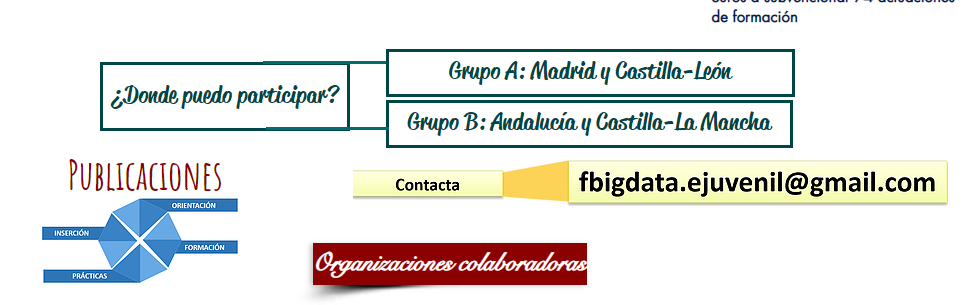 de formación
¿Donde puedo participar?
Grupo A: Madrid y Castilla-León
Grupo B: Andalucía y Castilla-La Mancha
PUBLICACIONES
ORIENTACIÓN
INSERCIÓN
FORMACIÓN
PRÁCTICAS
Contacta
fbigdata.ejuvenil@gmail.com
Organizaciones colaboradoras